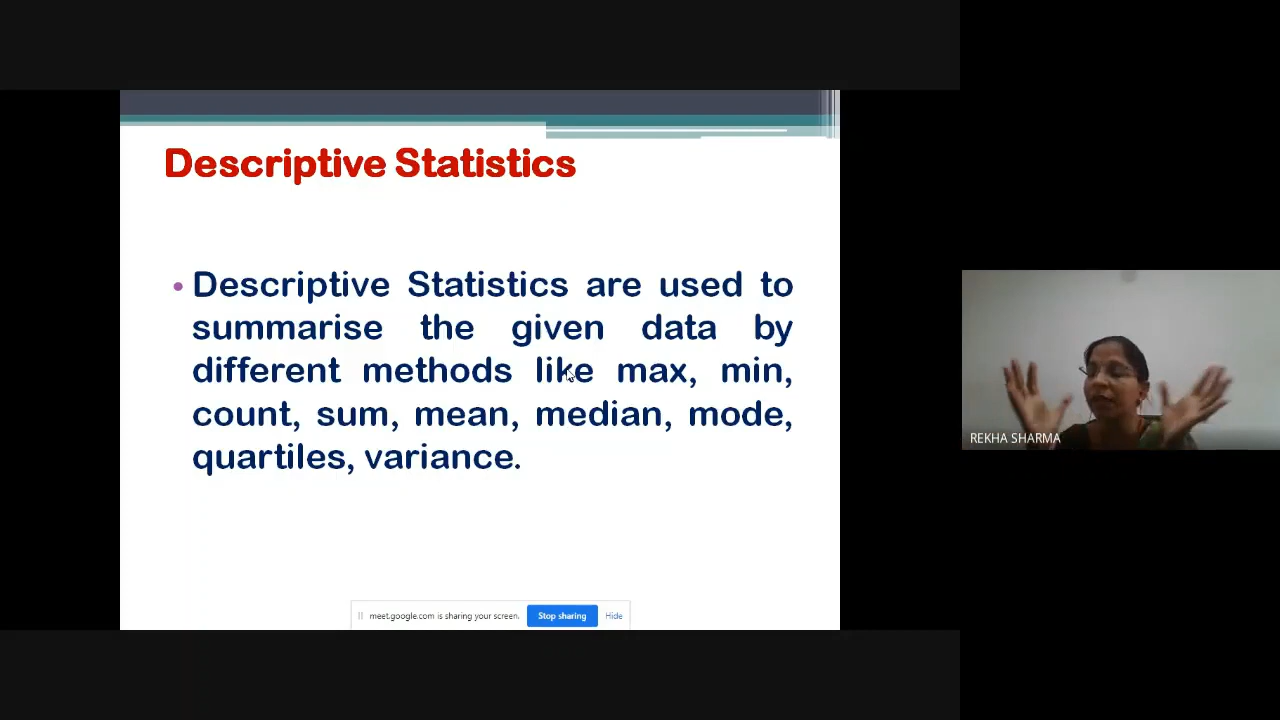 Descriptive Statistics
• Descriptive Statistics are used to
summarise the given data by
different methods like max, min,
count, sum, mean, median, mode,
quartiles, variance.
REKHA SHARMA
meet.google.com is sharing your screen.
Stop sharing
Hide